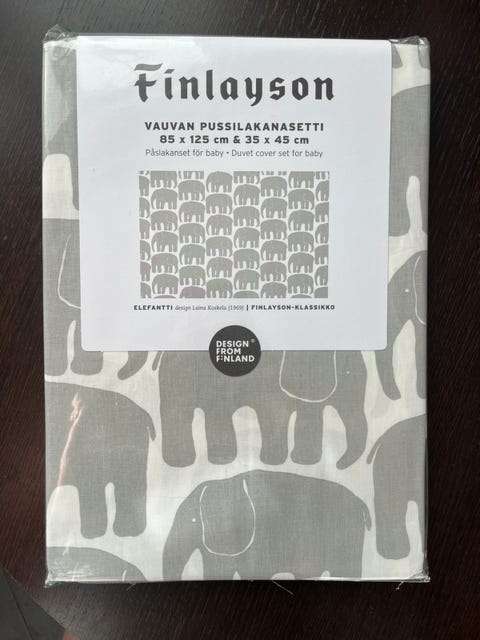 Finlayson
VAUVAN PUSSILAKANASETTI
85 x 125 cm & 35 x 45 cm
Påslakanset för baby • Duvet cover set for baby
ELEFANTTI design Laina Koskela (1969) | FINLAYSON-KLASSIKKO
DESIGN®
FROM
FINLAND